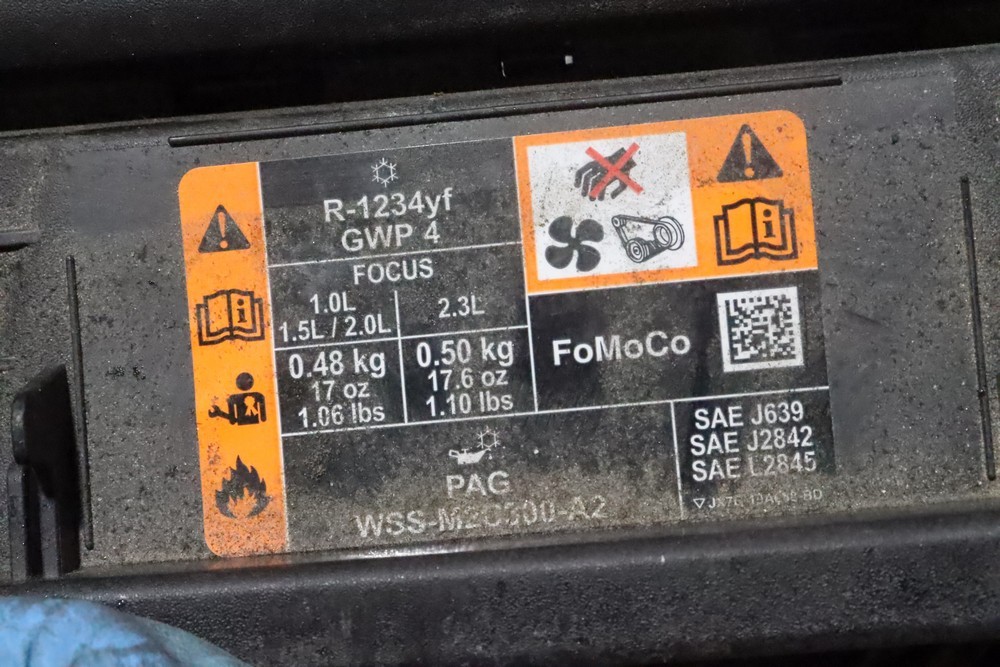 R-1234yf
GWP 4
FOCUS
1.0L
1.5L / 2.0L
2.3L
0.48 kg
17 oz
1.06 lbs
0.50 kg
17.6 oz
1.10 lbs
FoMoCo
PAG
SAE J639
SAE J2842
SAE